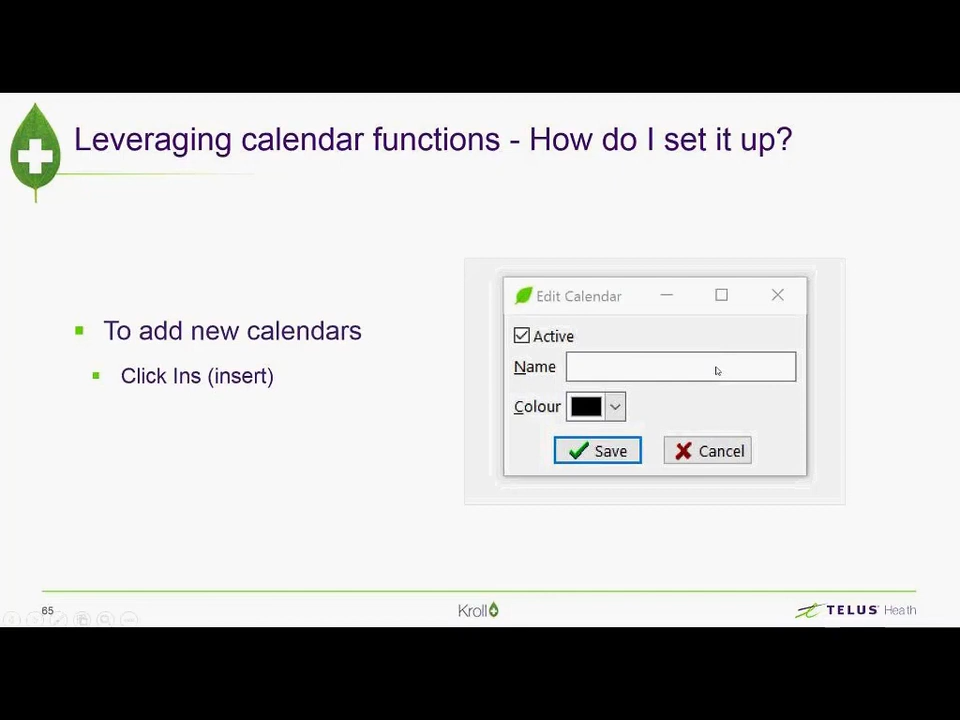 Leveraging calendar functions - How do I set it up?
To add new calendars
Click Ins (insert)
Edit Calendar
Active
Name
Colour
Save
Cancel
65
Kroll
TELUS Heath